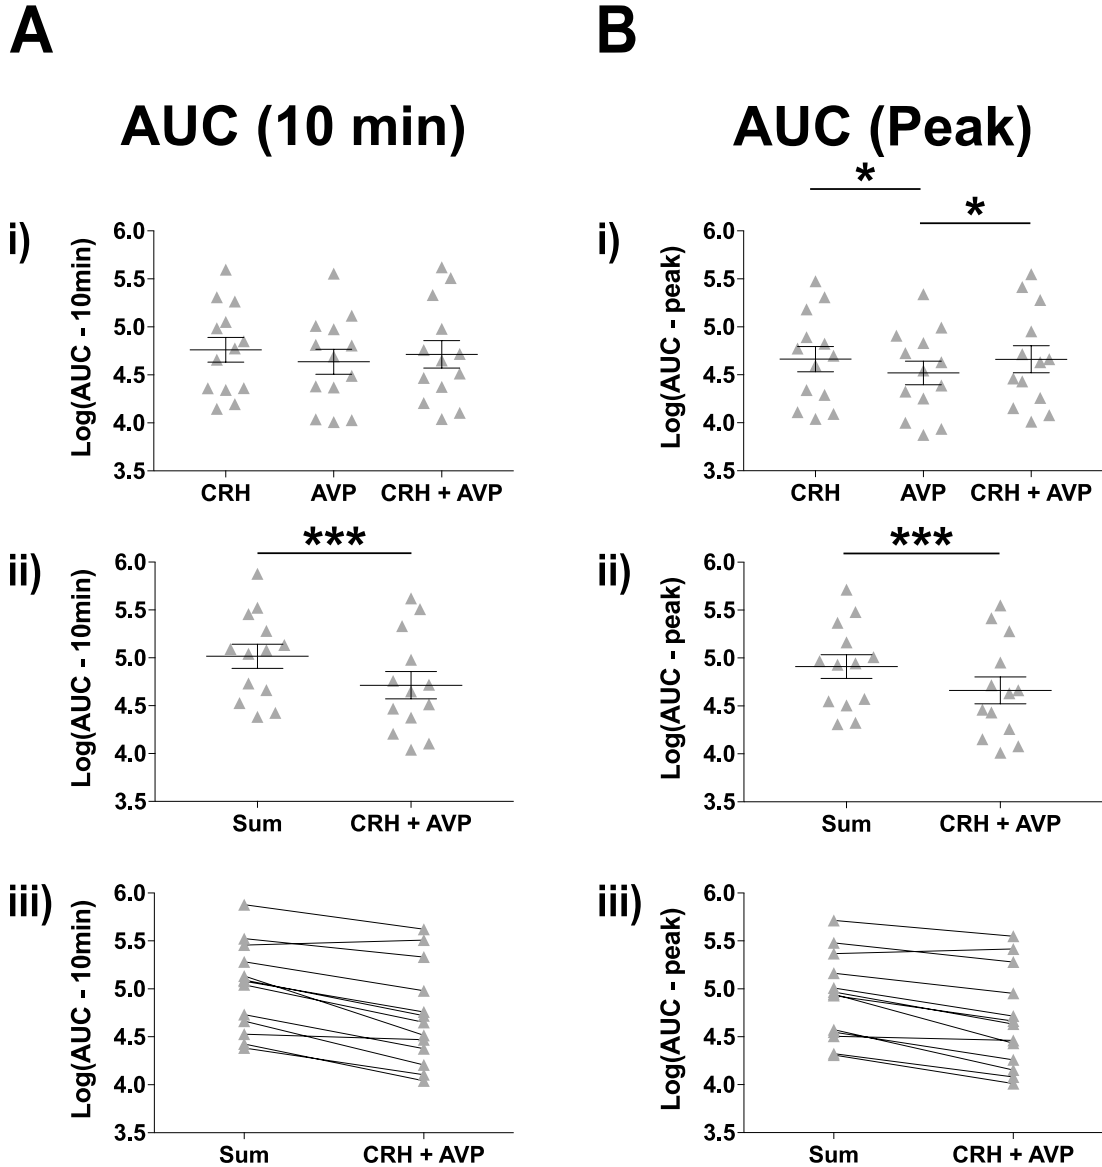 A
B
AUC (10 min)
AUC (Peak)
i)
Log(AUC - 10min)
6.0
5.5
5.0
4.5
4.0
3.5
CRH
AVP
CRH + AVP
*
*
i)
Log(AUC - peak)
6.0
5.5
5.0
4.5
4.0
3.5
CRH
AVP
CRH + AVP
ii)
Log(AUC - 10min)
***
6.0
5.5
5.0
4.5
4.0
3.5
Sum
CRH + AVP
ii)
Log(AUC - peak)
***
6.0
5.5
5.0
4.5
4.0
3.5
Sum
CRH + AVP
iii)
Log(AUC - 10min)
6.0
5.5
5.0
4.5
4.0
3.5
Sum
CRH + AVP
iii)
Log(AUC - peak)
6.0
5.5
5.0
4.5
4.0
3.5
Sum
CRH + AVP